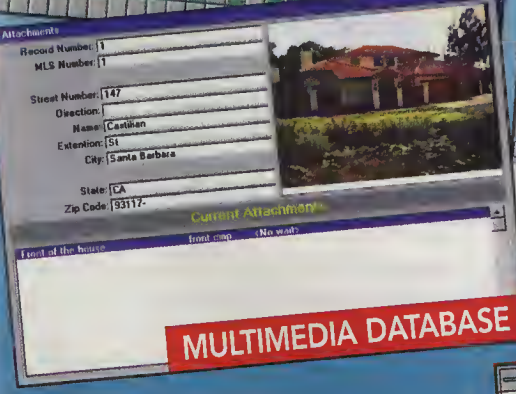 Attachments
Record Number: 1
MLS Number: 1
Street Number: 147
Direction:
Name: Castilian
Extention: St
City: Santa Barbara
State: CA
Zip Code: 93117-
Current Attachments
Front of the house front.map <No wait>
MULTIMEDIA DATABASE